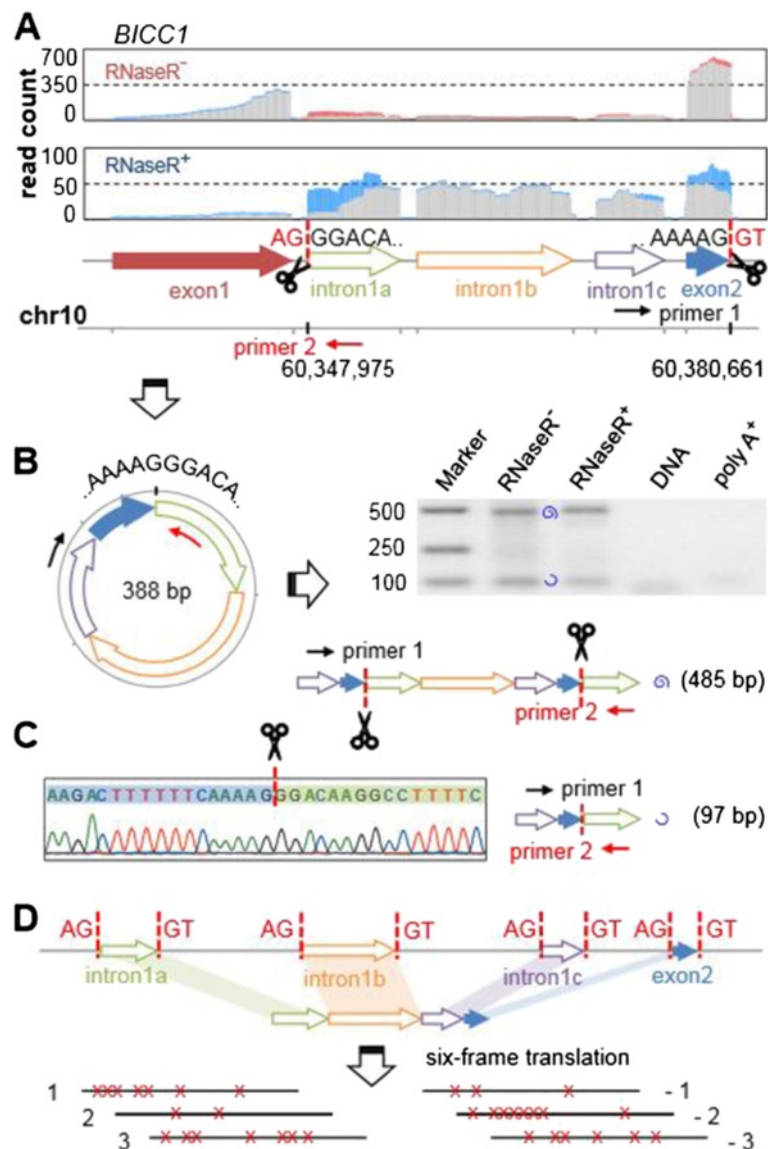 A
BICC1
read count
700
350
0
RNaseR-
100
50
0
RNaseR+
AG GGACA.. .. AAAAG GT
exon1 intron1a intron1b intron1c exon2
chr10
primer 1
primer 2
60,347,975 60,380,661
B
..AAAAGGGACA..
388 bp
Marker RNaseR- RNaseR+ DNA poly A+
500
250
100
primer 1
primer 2
(485 bp)
C
AAGACTTTTTTCAAAAGGGACAAGGCCTTTTC
primer 1
primer 2
(97 bp)
D
AG GT AG GT AG GT AG GT
intron1a intron1b intron1c exon2
six-frame translation
1 - 1
2 - 2
3 - 3